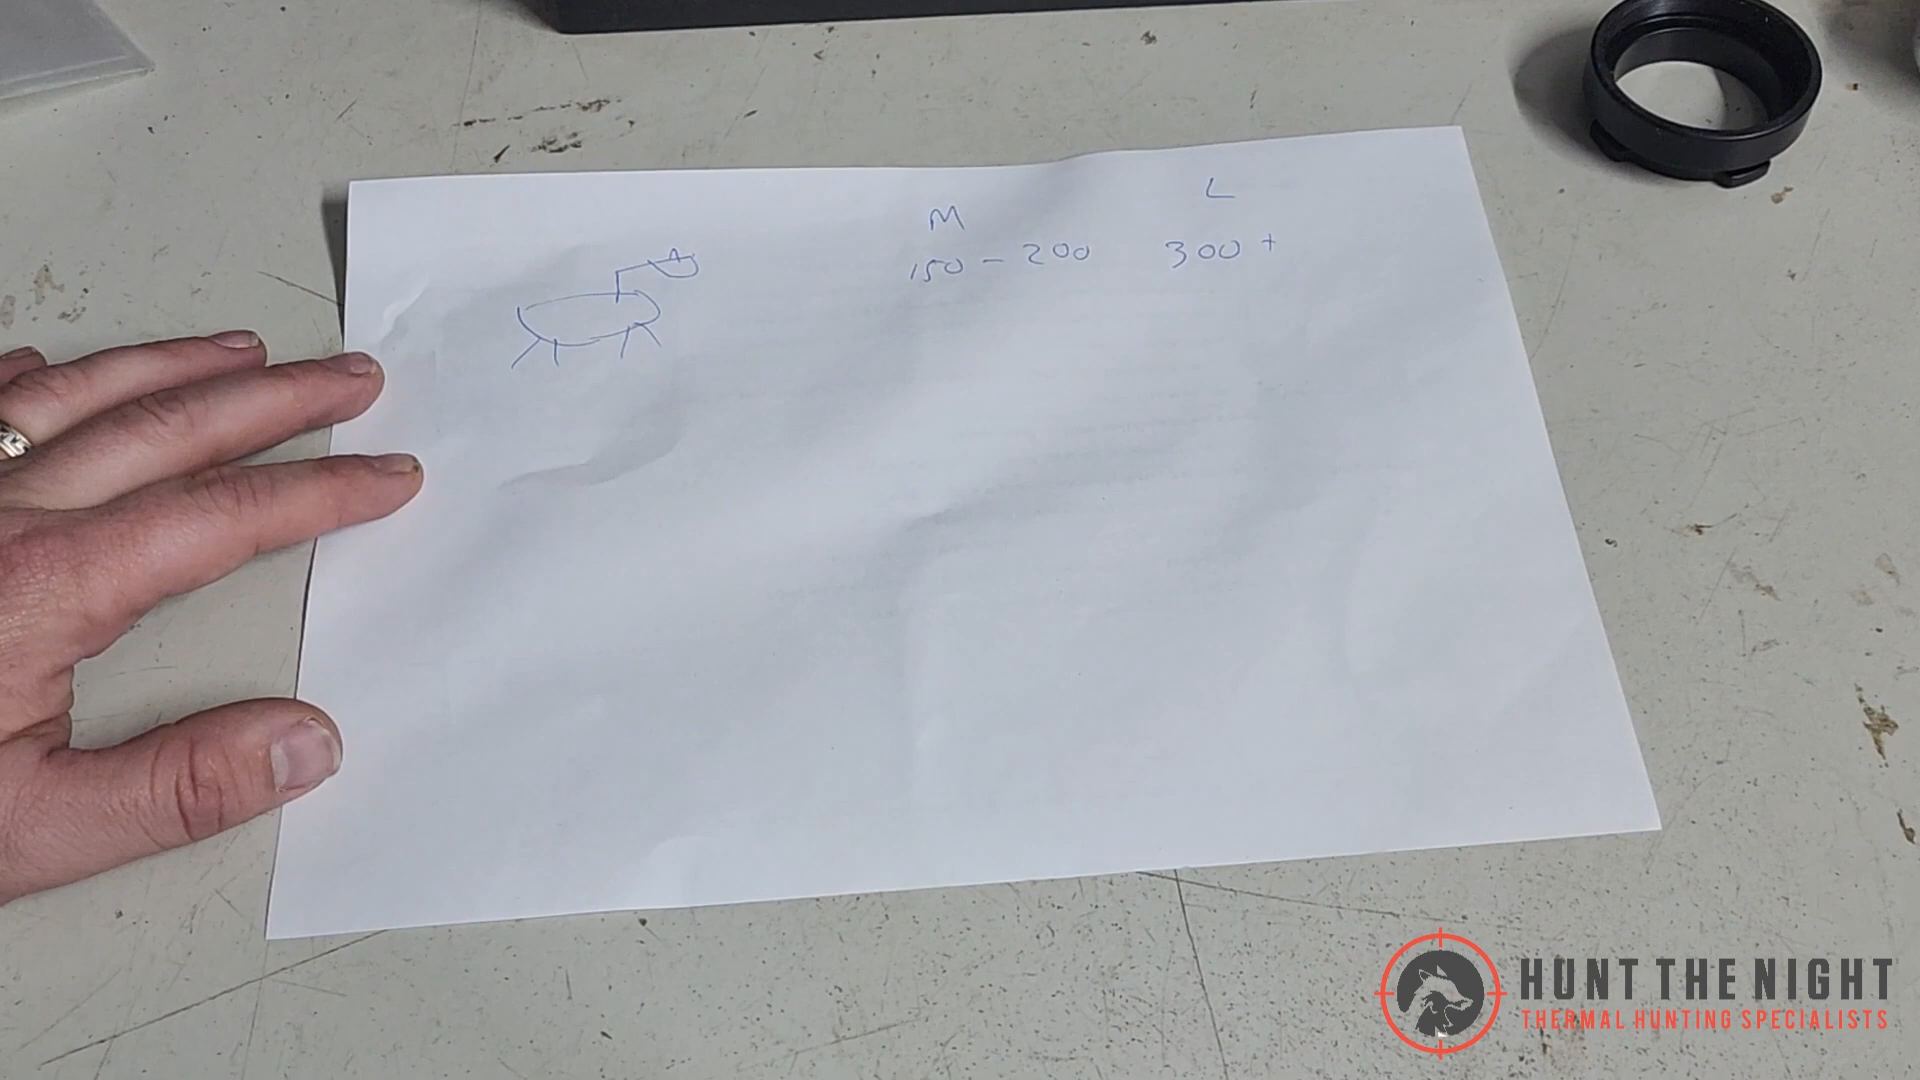 M L
150 - 200 300 +
HUNT THE NIGHT
THERMAL HUNTING SPECIALISTS